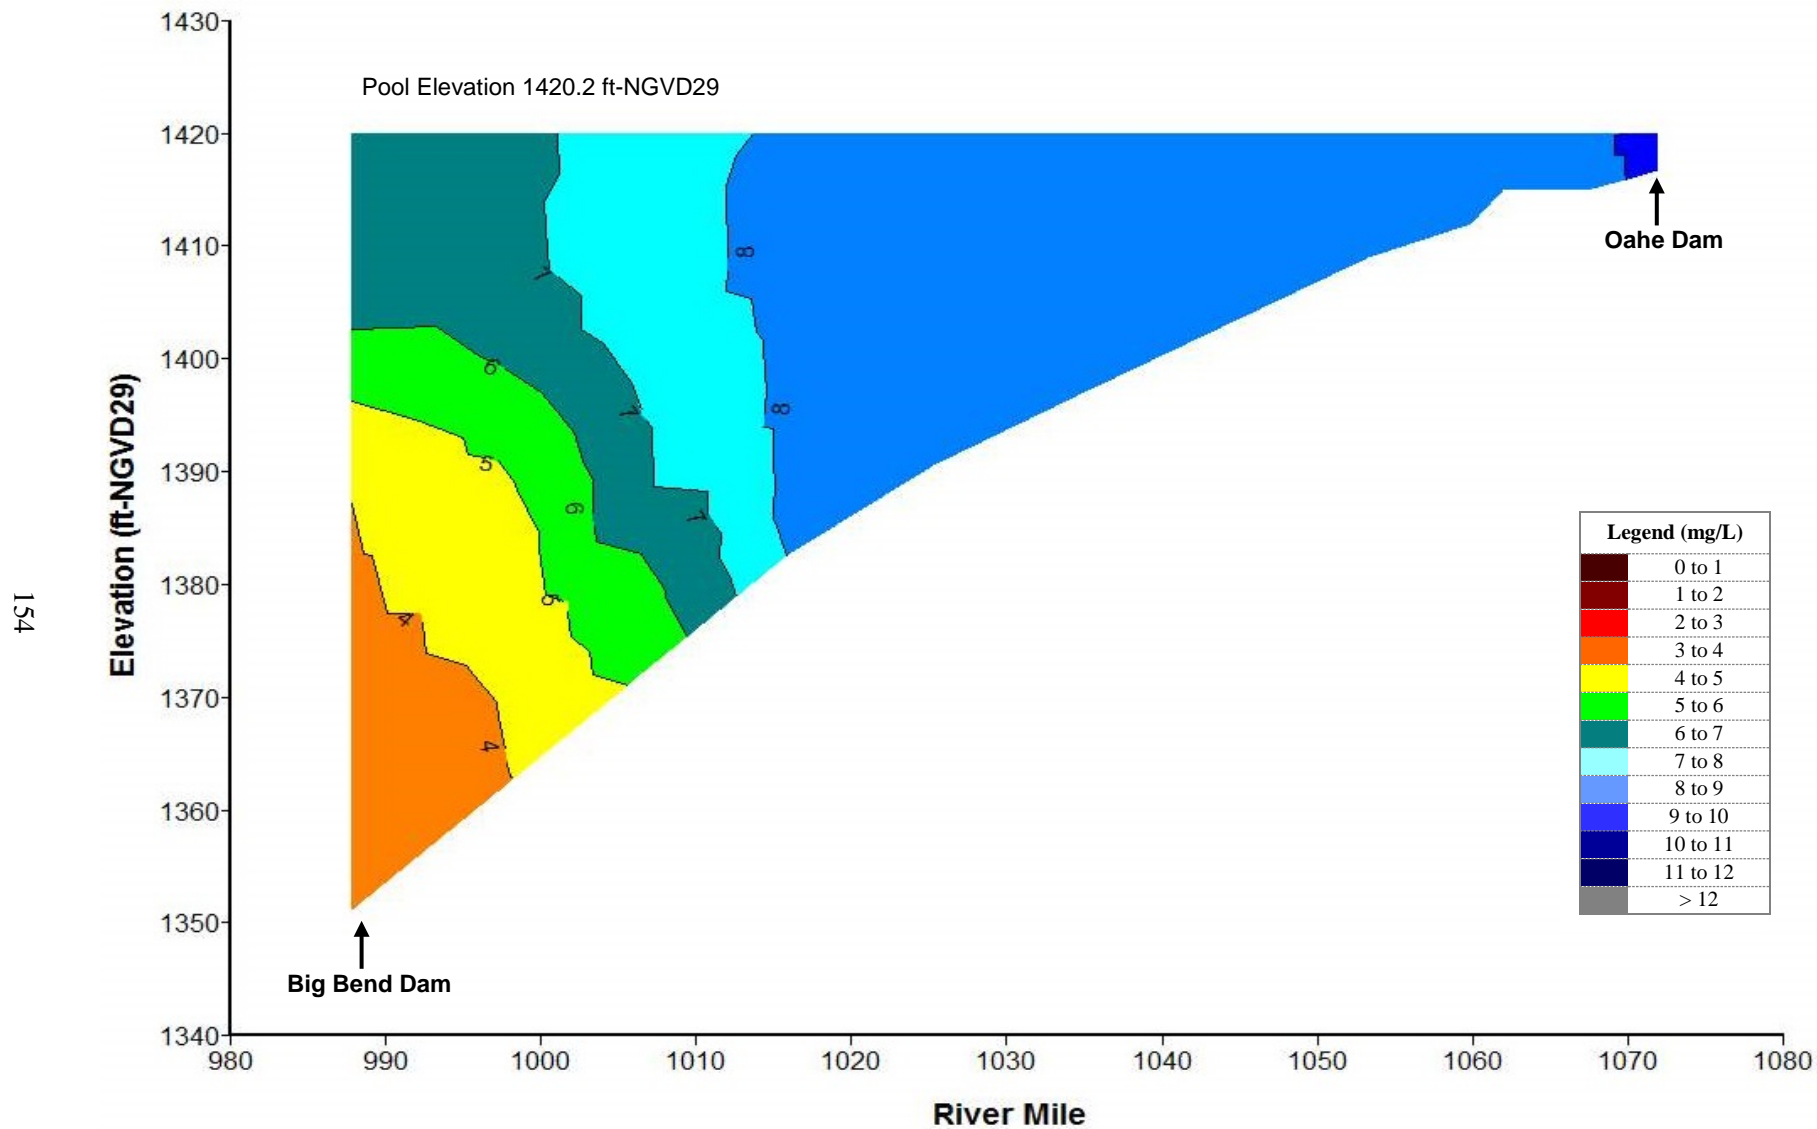 1430
Pool Elevation 1420.2 ft-NGVD29
1420
1410
1400
1390
1380
1370
1360
1350
1340
Elevation (ft-NGVD29)
154
8
7
6
8
7
5
6
7
5
4
4
Oahe Dam
Big Bend Dam
Legend (mg/L)
0 to 1
1 to 2
2 to 3
3 to 4
4 to 5
5 to 6
6 to 7
7 to 8
8 to 9
9 to 10
10 to 11
11 to 12
> 12
980 990 1000 1010 1020 1030 1040 1050 1060 1070 1080
River Mile